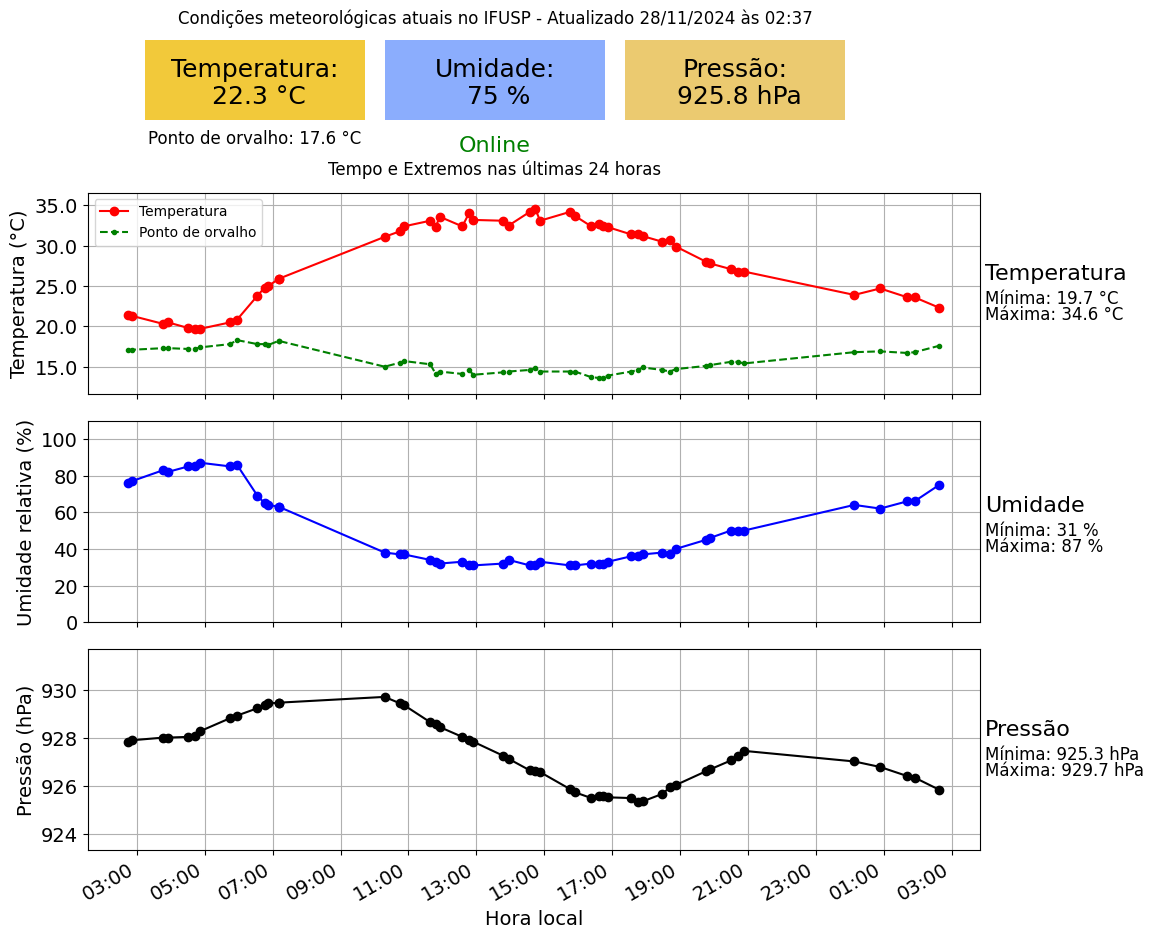 Condições meteorológicas atuais no IFUSP - Atualizado 28/11/2024 às 02:37
Temperatura:
22.3 °C
Umidade:
75 %
Pressão:
925.8 hPa
Ponto de orvalho: 17.6 °C
Online
Tempo e Extremos nas últimas 24 horas
Temperatura (°C)
35.0
30.0
25.0
20.0
15.0
Temperatura
Ponto de orvalho
Temperatura
Mínima: 19.7 °C
Máxima: 34.6 °C
Umidade relativa (%)
100
80
60
40
20
0
Umidade
Mínima: 31 %
Máxima: 87 %
Pressão (hPa)
930
928
926
924
Pressão
Mínima: 925.3 hPa
Máxima: 929.7 hPa
03:00 05:00 07:00 09:00 11:00 13:00 15:00 17:00 19:00 21:00 23:00 01:00 03:00
Hora local